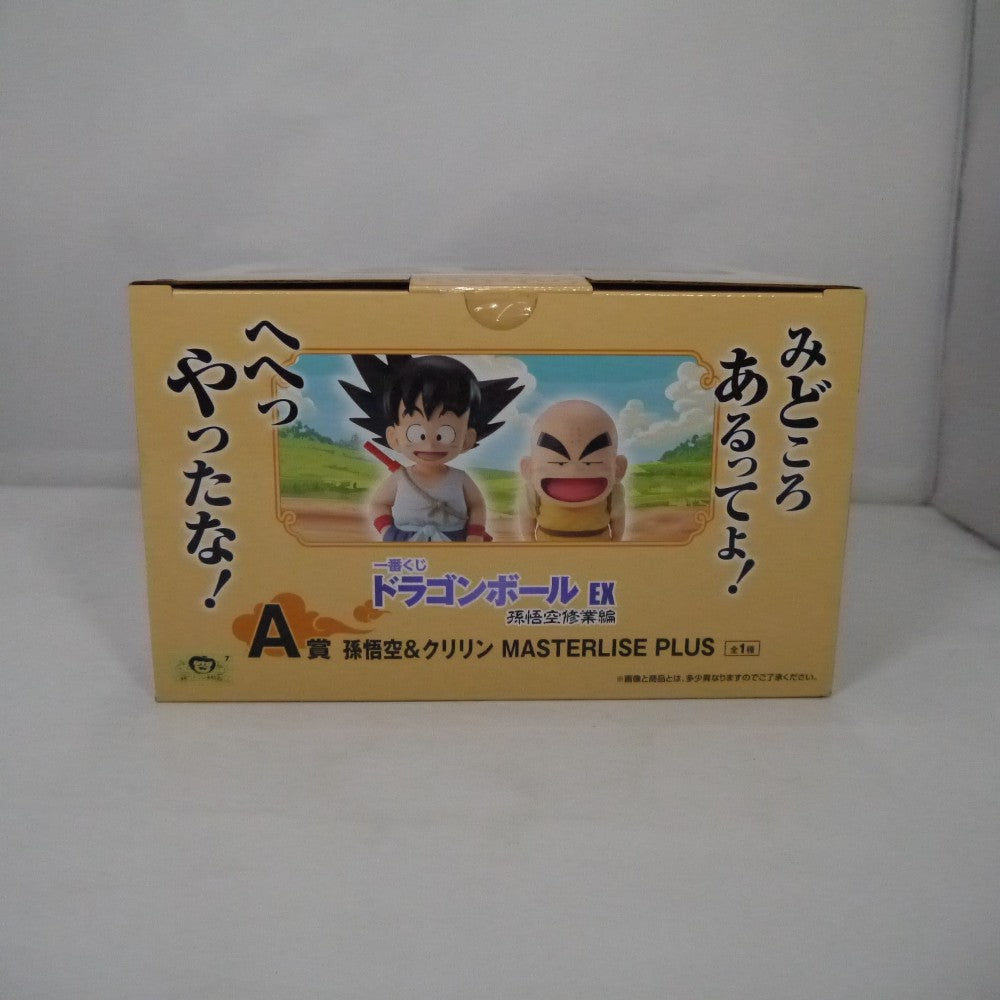 みどころ
あるってよ!
へへっ
やったな!
一番くじ
ドラゴンボール EX
孫悟空修業編
A賞 孫悟空&クリリン MASTERLISE PLUS 全1種
※画像と商品とは、多少異なりますのでご了承ください。
7